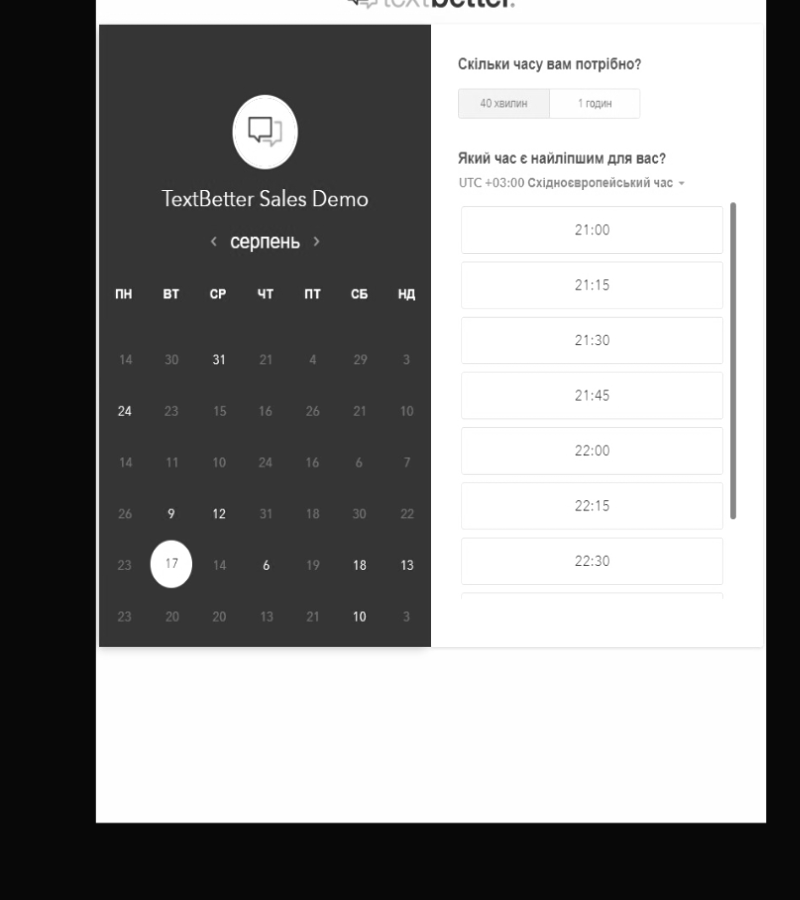 textbetter.
TextBetter Sales Demo
‹ серпень ›
ПН ВТ СР ЧТ ПТ СБ НД
14 30 31 21 4 29 3
24 23 15 16 26 21 10
14 11 10 24 16 6 7
26 9 12 31 18 30 22
23 17 14 6 19 18 13
23 20 20 13 21 10 3
Скільки часу вам потрібно?
40 хвилин 1 годин
Який час є найліпшим для вас?
UTC +03:00 Східноєвропейський час
21:00
21:15
21:30
21:45
22:00
22:15
22:30